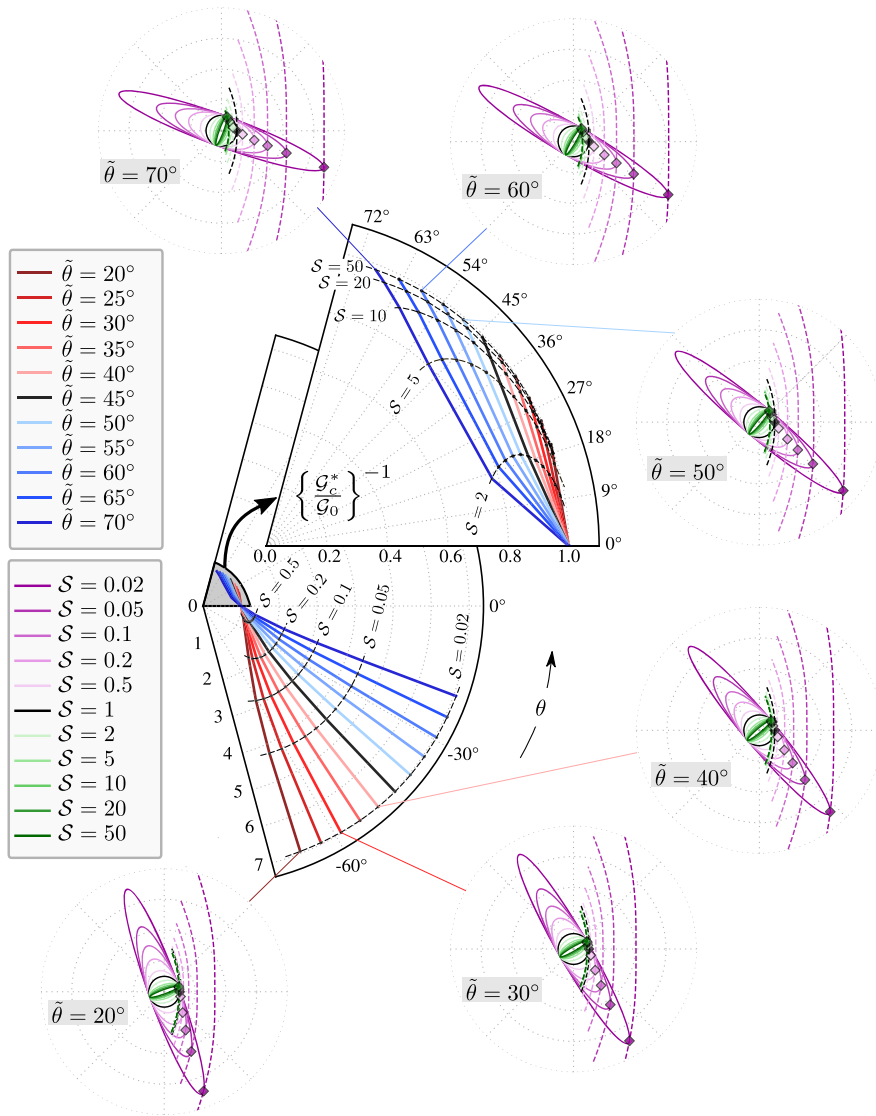 θ̃ = 70°
θ̃ = 60°
72°
63°
54°
45°
36°
27°
18°
9°
0°
S = 50
S = 20
S = 10
S = 5
S = 2
{G*c/G0}⁻¹
0.0 0.2 0.4 0.6 0.8 1.0
θ̃ = 20°
θ̃ = 25°
θ̃ = 30°
θ̃ = 35°
θ̃ = 40°
θ̃ = 45°
θ̃ = 50°
θ̃ = 55°
θ̃ = 60°
θ̃ = 65°
θ̃ = 70°
θ̃ = 50°
S = 0.02
S = 0.05
S = 0.1
S = 0.2
S = 0.5
S = 1
S = 2
S = 5
S = 10
S = 20
S = 50
0
1
2
3
4
5
6
7
S = 0.5
S = 0.2
S = 0.1
S = 0.05
S = 0.02
0°
-30°
-60°
θ
θ̃ = 40°
θ̃ = 30°
θ̃ = 20°